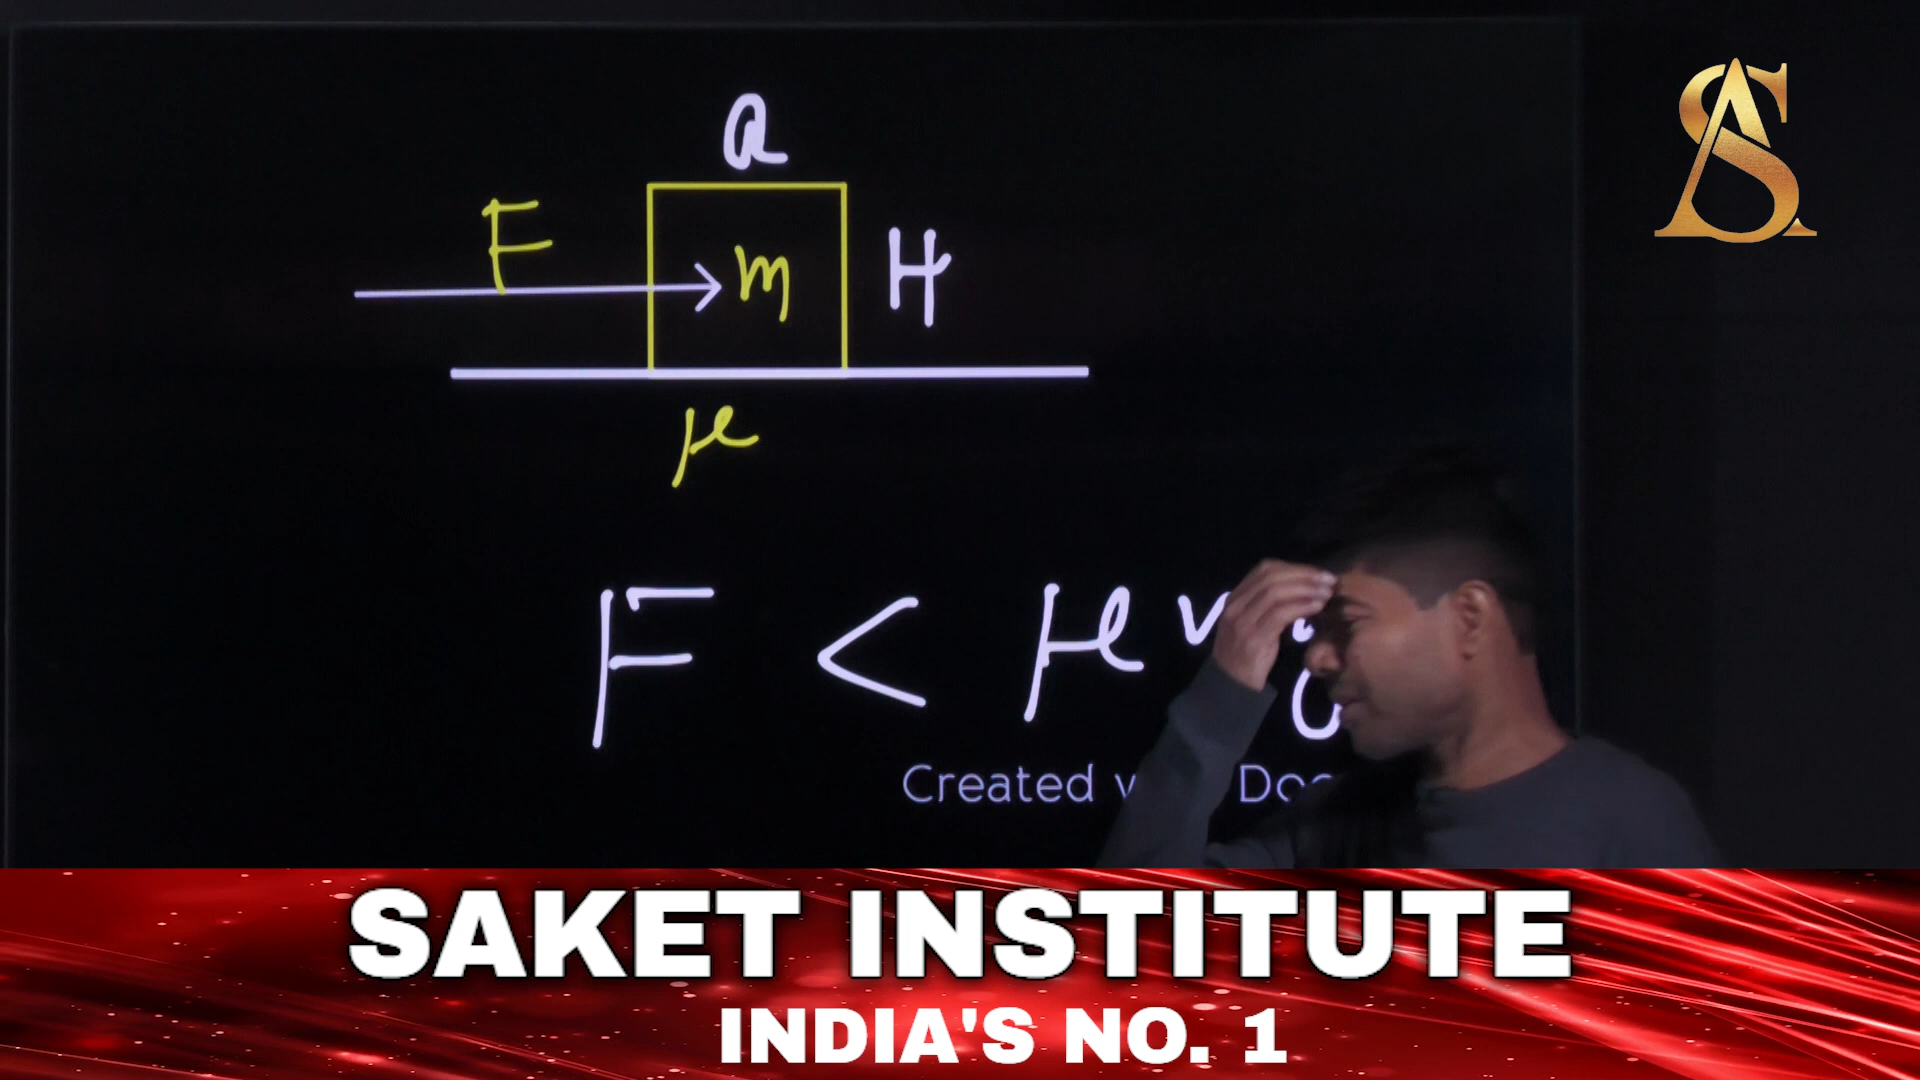 a
F
m
H
μ
F < μ
Created
SAKET INSTITUTE
INDIA'S NO. 1